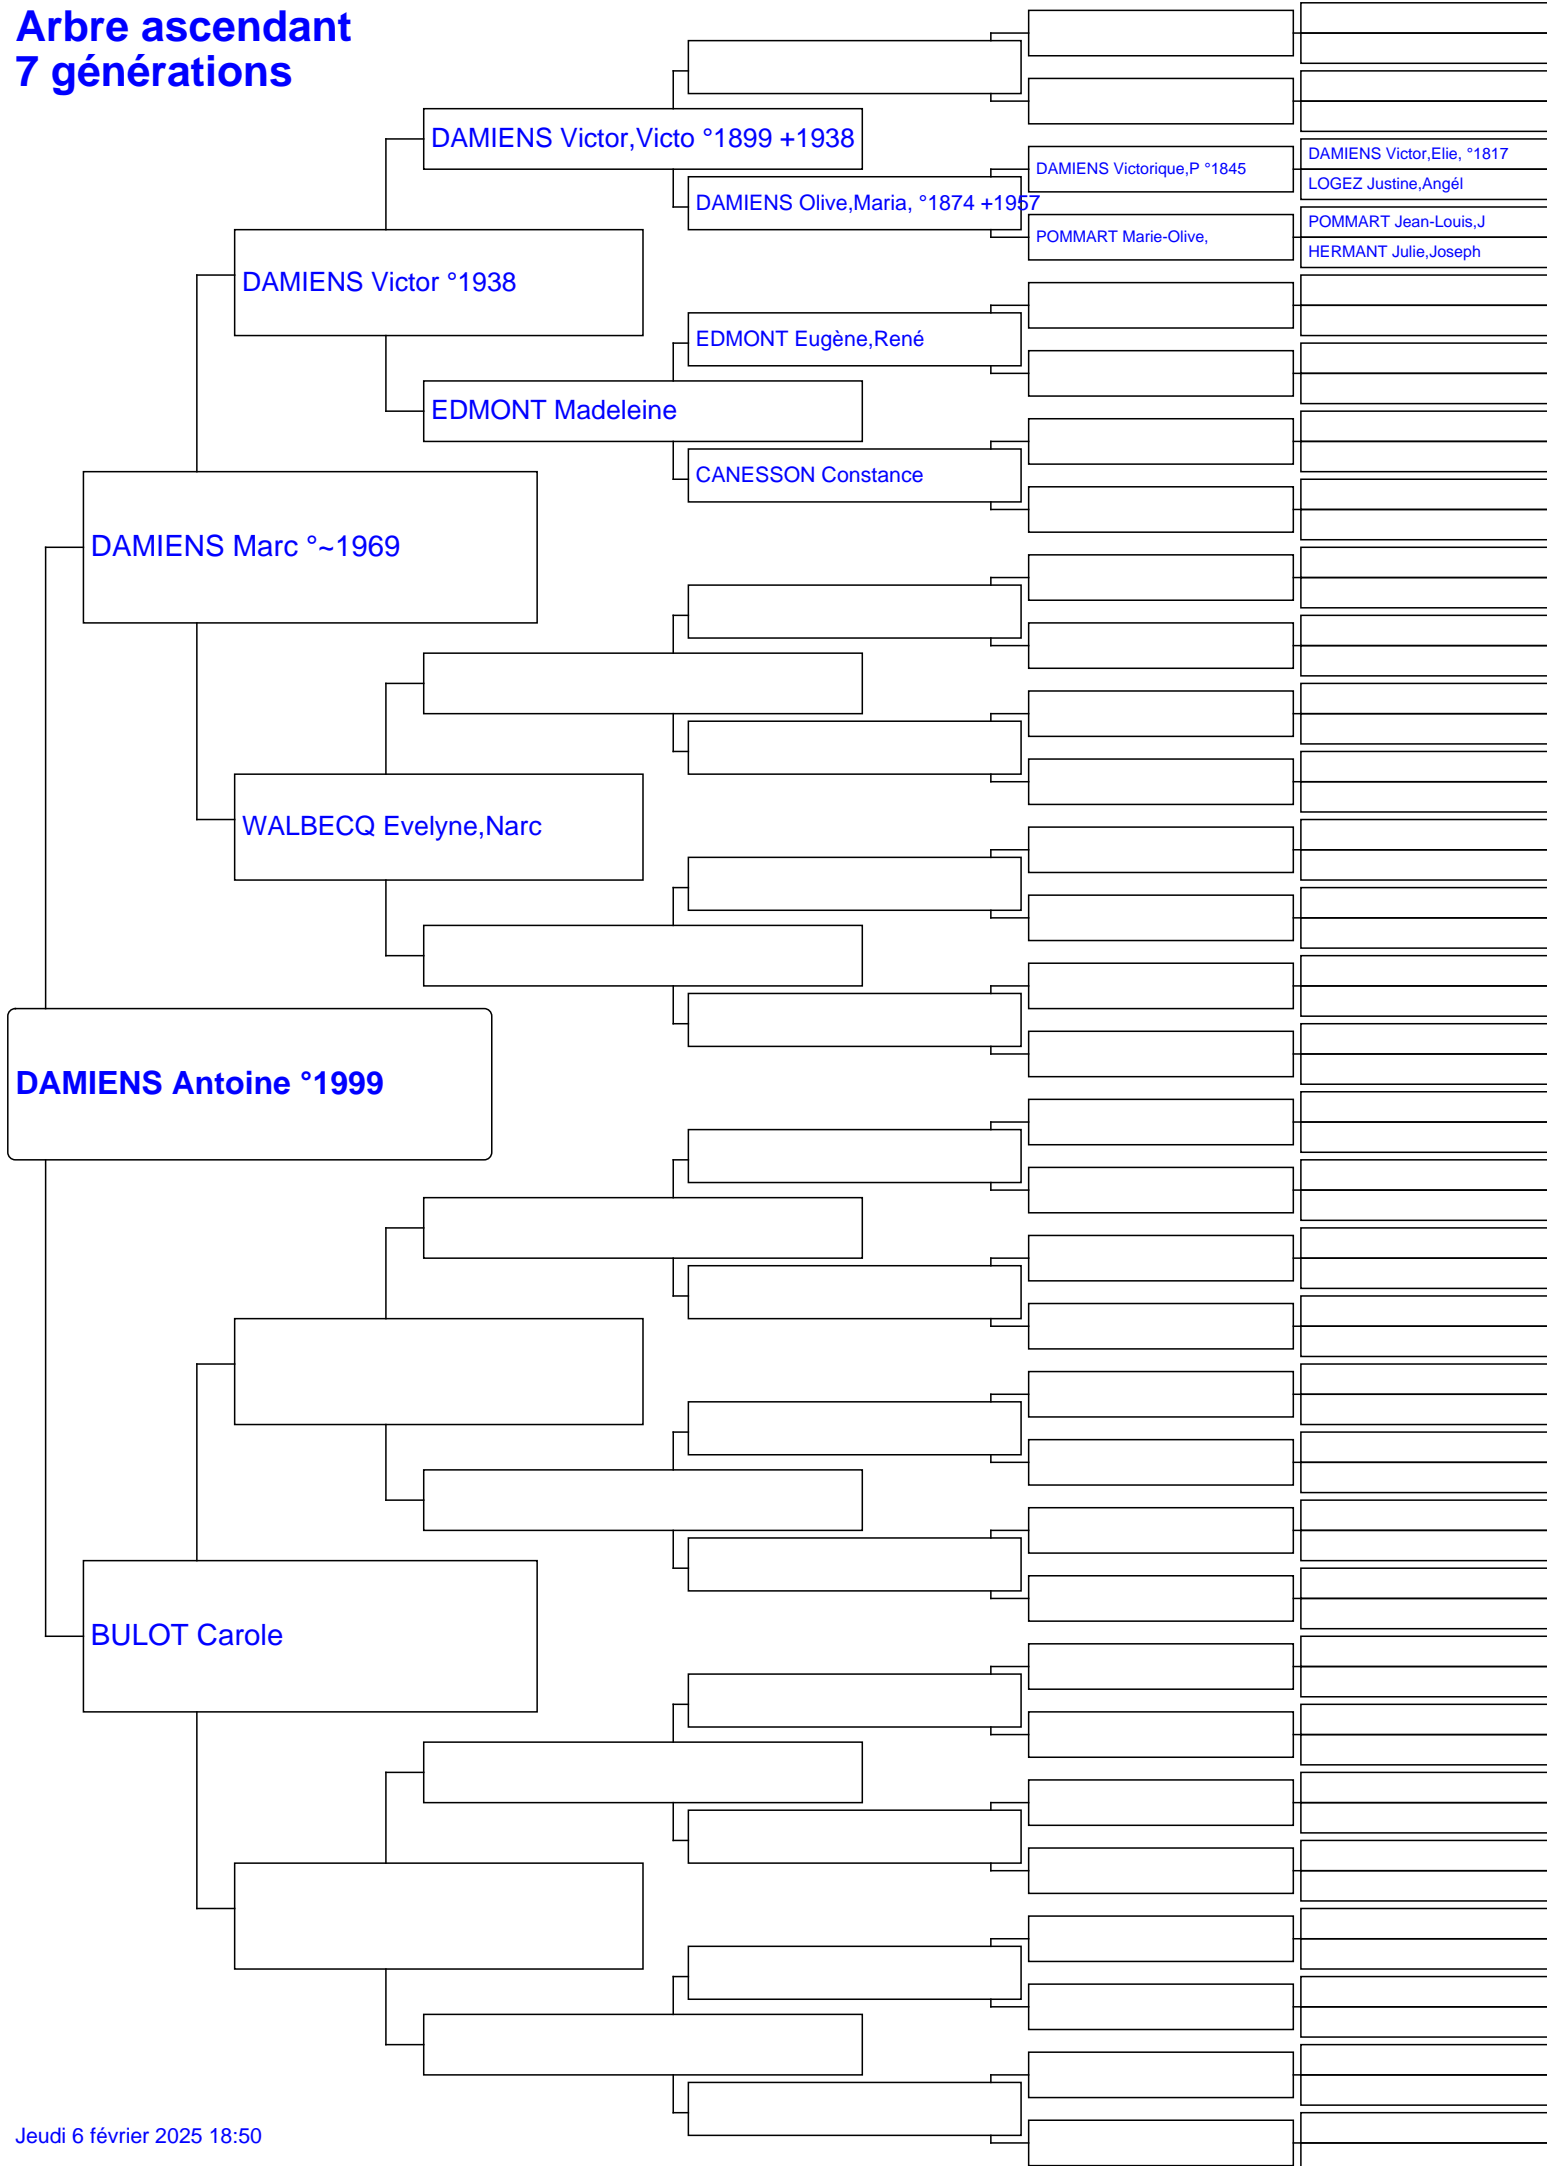 Arbre ascendant
7 générations
DAMIENS Victor,Victo °1899 +1938
DAMIENS Victorique,P °1845
DAMIENS Victor,Elie, °1817
LOGEZ Justine,Angél
DAMIENS Olive,Maria, °1874 +1957
POMMART Marie-Olive,
POMMART Jean-Louis,J
HERMANT Julie,Joseph
DAMIENS Victor °1938
EDMONT Eugène,René
EDMONT Madeleine
CANESSON Constance
DAMIENS Marc °~1969
WALBECQ Evelyne,Narc
DAMIENS Antoine °1999
BULOT Carole
Jeudi 6 février 2025 18:50